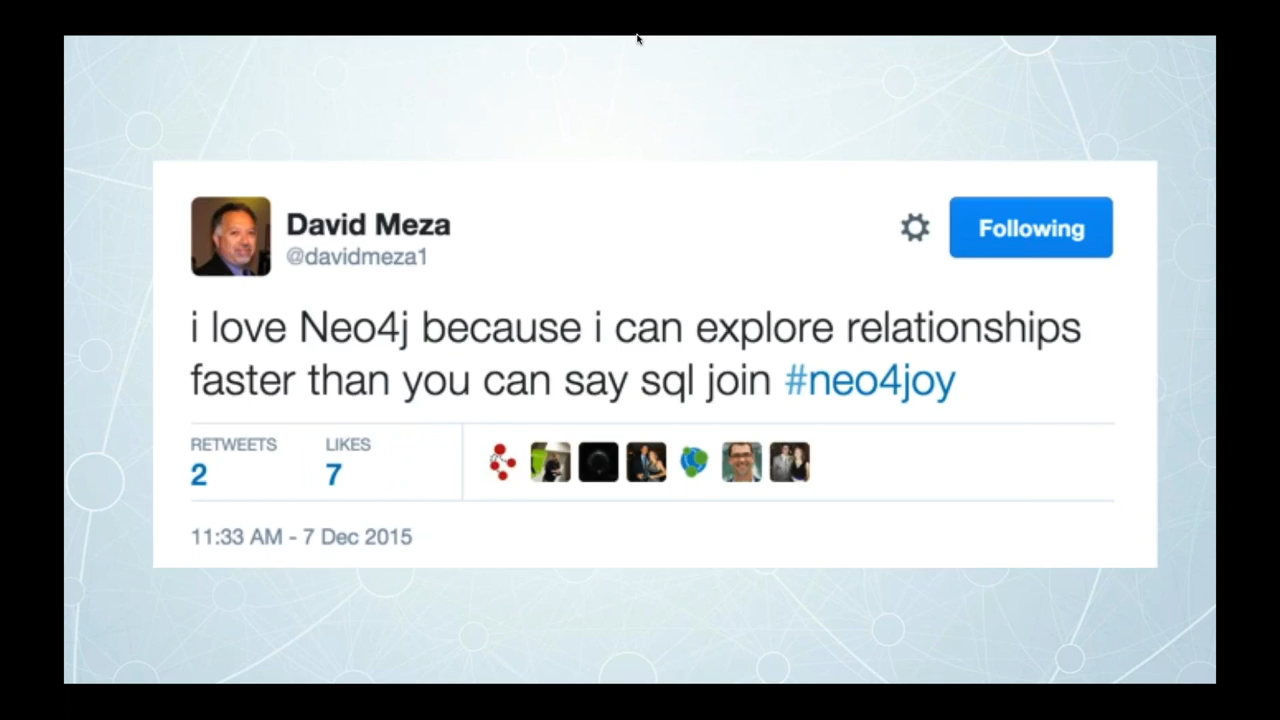 David Meza
@davidmeza1
Following
i love Neo4j because i can explore relationships
faster than you can say sql join #neo4joy
RETWEETS LIKES
2 7
11:33 AM - 7 Dec 2015